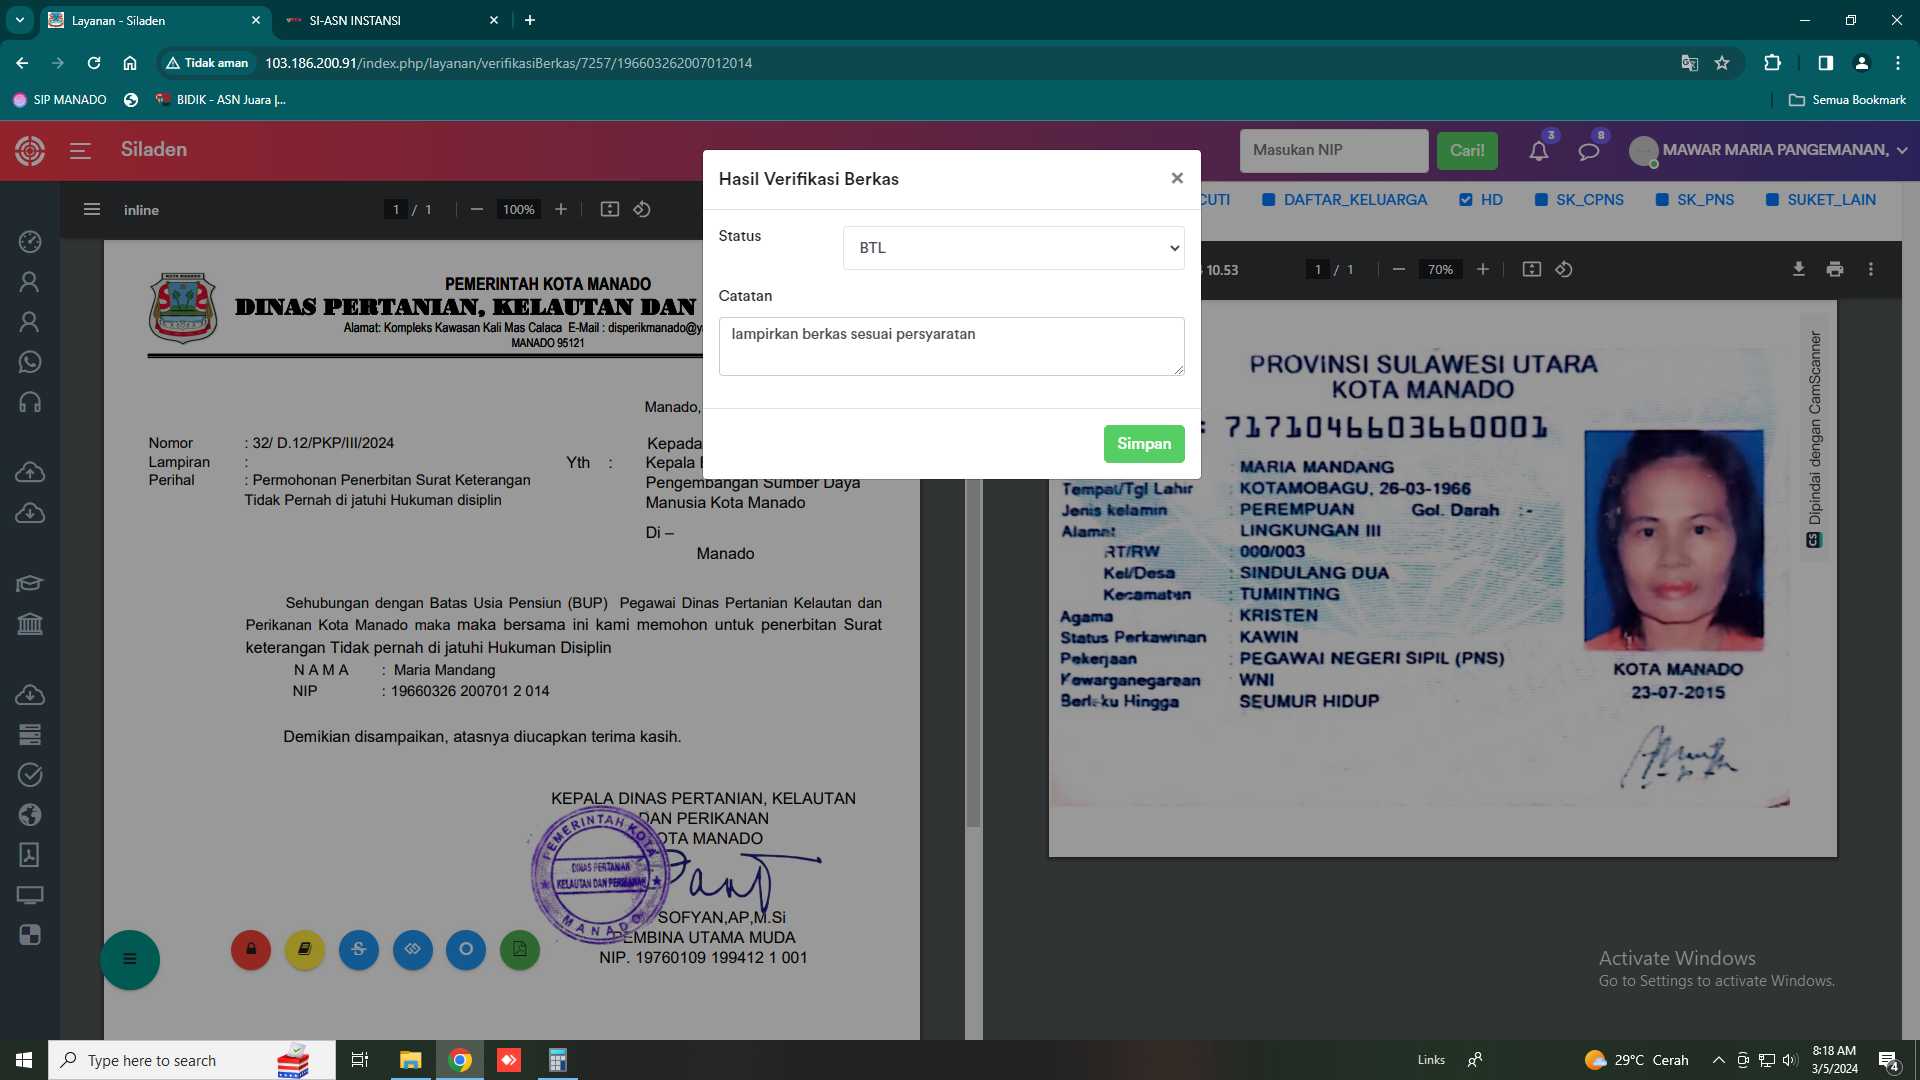 Layanan - Siladen
SI-ASN INSTANSI
Tidak aman
103.186.200.91/index.php/layanan/verifikasiBerkas/7257/196603262007012014
SIP MANADO
BIDIK - ASN Juara |...
Semua Bookmark
Siladen
Masukan NIP
Cari!
3
8
MAWAR MARIA PANGEMANAN,
inline
1 / 1
100%
CUTI
DAFTAR_KELUARGA
HD
SK_CPNS
SK_PNS
SUKET_LAIN
10.53
1 / 1
70%
Hasil Verifikasi Berkas
Status
BTL
Catatan
lampirkan berkas sesuai persyaratan
Simpan
PEMERINTAH KOTA MANADO
DINAS PERTANIAN, KELAUTAN DAN
Alamat: Kompleks Kawasan Kali Mas Calaca E-Mail : disperikmanado@y
MANADO 95121
Manado,
Nomor : 32/ D.12/PKP/III/2024
Lampiran :
Perihal : Permohonan Penerbitan Surat Keterangan
Tidak Pernah di jatuhi Hukuman disiplin
Kepada
Yth : Kepala
Pengembangan Sumber Daya
Manusia Kota Manado
Di –
Manado
Sehubungan dengan Batas Usia Pensiun (BUP) Pegawai Dinas Pertanian Kelautan dan
Perikanan Kota Manado maka maka bersama ini kami memohon untuk penerbitan Surat
keterangan Tidak pernah di jatuhi Hukuman Disiplin
N A M A : Maria Mandang
NIP : 19660326 200701 2 014
Demikian disampaikan, atasnya diucapkan terima kasih.
KEPALA DINAS PERTANIAN, KELAUTAN
DAN PERIKANAN
KOTA MANADO
PEMERINTAH KOTA
DINAS PERTANIAN
KELAUTAN DAN PERIKANAN
MANADO
SOFYAN,AP,M.Si
PEMBINA UTAMA MUDA
NIP. 19760109 199412 1 001
PROVINSI SULAWESI UTARA
KOTA MANADO
: 7171046603660001
: MARIA MANDANG
Tempat/Tgl Lahir : KOTAMOBAGU, 26-03-1966
Jenis kelamin : PEREMPUAN Gol. Darah : -
Alamat LINGKUNGAN III
RT/RW : 000/003
Kel/Desa : SINDULANG DUA
Kecamatan : TUMINTING
Agama : KRISTEN
Status Perkawinan : KAWIN
Pekerjaan : PEGAWAI NEGERI SIPIL (PNS)
Kewarganegaraan : WNI
Berlaku Hingga SEUMUR HIDUP
KOTA MANADO
23-07-2015
CS Dipindai dengan CamScanner
Activate Windows
Go to Settings to activate Windows.
Type here to search
Links
29°C Cerah
8:18 AM
3/5/2024
4